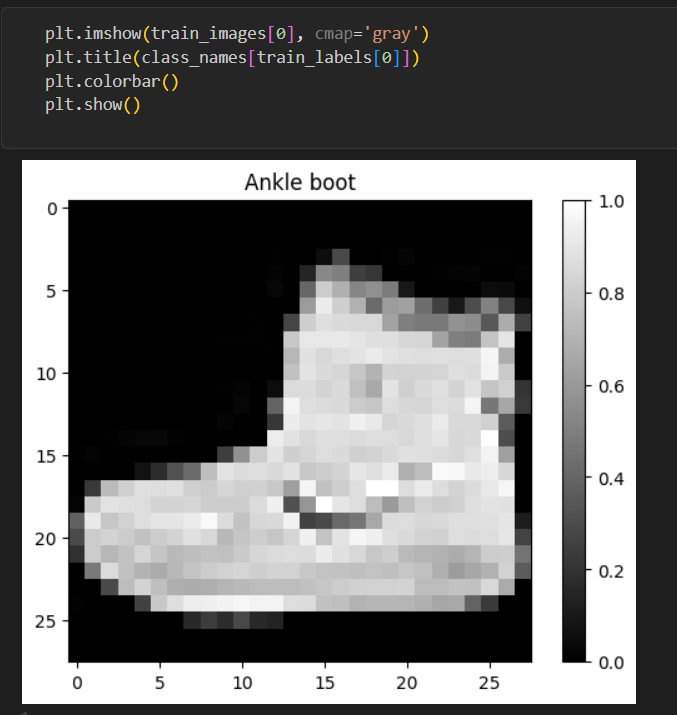 plt.imshow(train_images[0], cmap='gray')
plt.title(class_names[train_labels[0]])
plt.colorbar()
plt.show()
Ankle boot
0
5
10
15
20
25
0 5 10 15 20 25
1.0
0.8
0.6
0.4
0.2
0.0